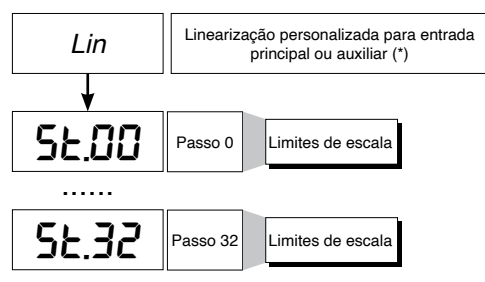 Lin
Linearização personalizada para entrada
principal ou auxiliar (*)
St.00
Passo 0
Limites de escala
......
St.32
Passo 32
Limites de escala